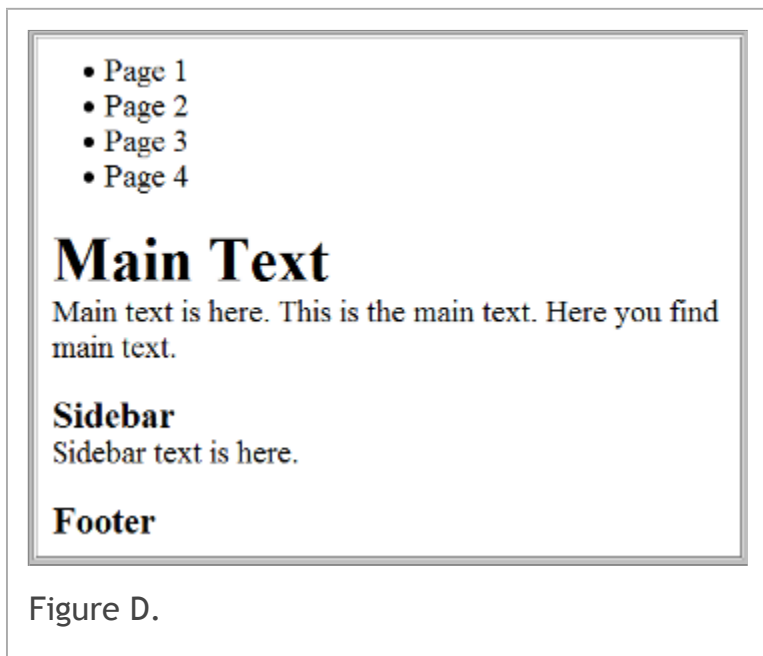 • Page 1
• Page 2
• Page 3
• Page 4
Main Text
Main text is here. This is the main text. Here you find
main text.
Sidebar
Sidebar text is here.
Footer
Figure D.